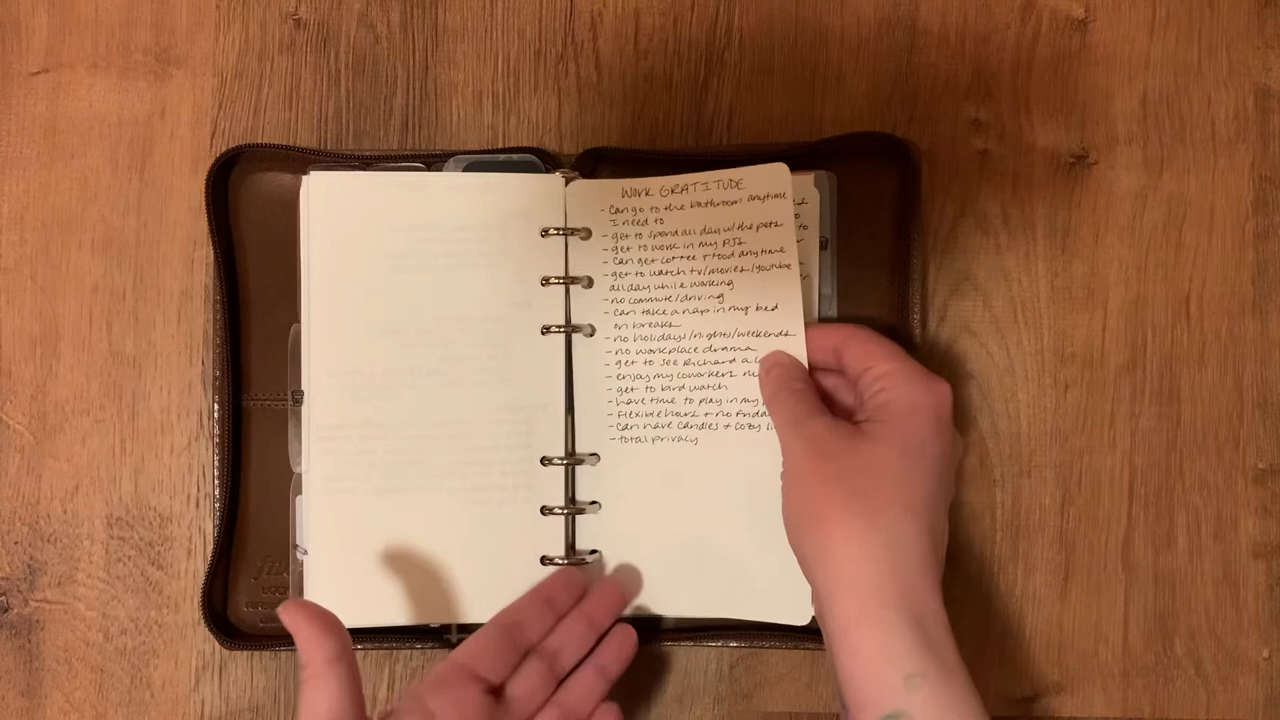 WORK GRATITUDE
- can go to the bathroom anytime
I need to
- get to spend all day w/ the pets
- get to work in my PJs
- can get coffee + food anytime
- get to watch tv/movies/youtube
all day while working
- no commute/driving
- can take a nap in my bed
on breaks
- no holidays/nights/weekends
- no workplace drama
- get to see Richard a
- enjoy my coworkers
- get to bird watch
- have time to play in my
- flexible hours + no
- can have candles + cozy
- total privacy